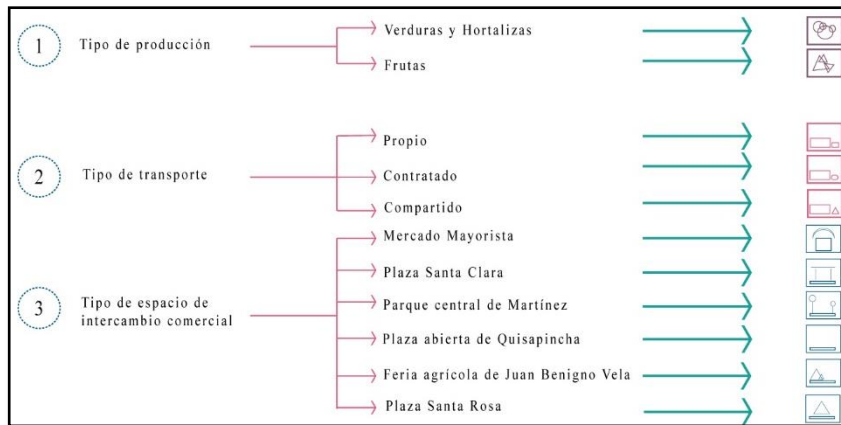 1
Tipo de producción
Verduras y Hortalizas
Frutas
2
Tipo de transporte
Propio
Contratado
Compartido
3
Tipo de espacio de
intercambio comercial
Mercado Mayorista
Plaza Santa Clara
Parque central de Martínez
Plaza abierta de Quisapincha
Feria agrícola de Juan Benigno Vela
Plaza Santa Rosa